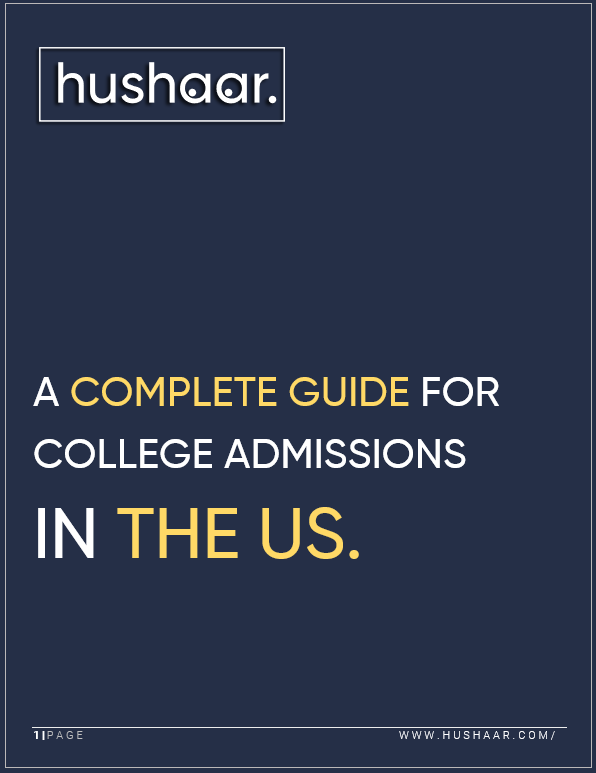 hushaar.
A COMPLETE GUIDE FOR
COLLEGE ADMISSIONS
IN THE US.
1|PAGE
WWW.HUSHAAR.COM/